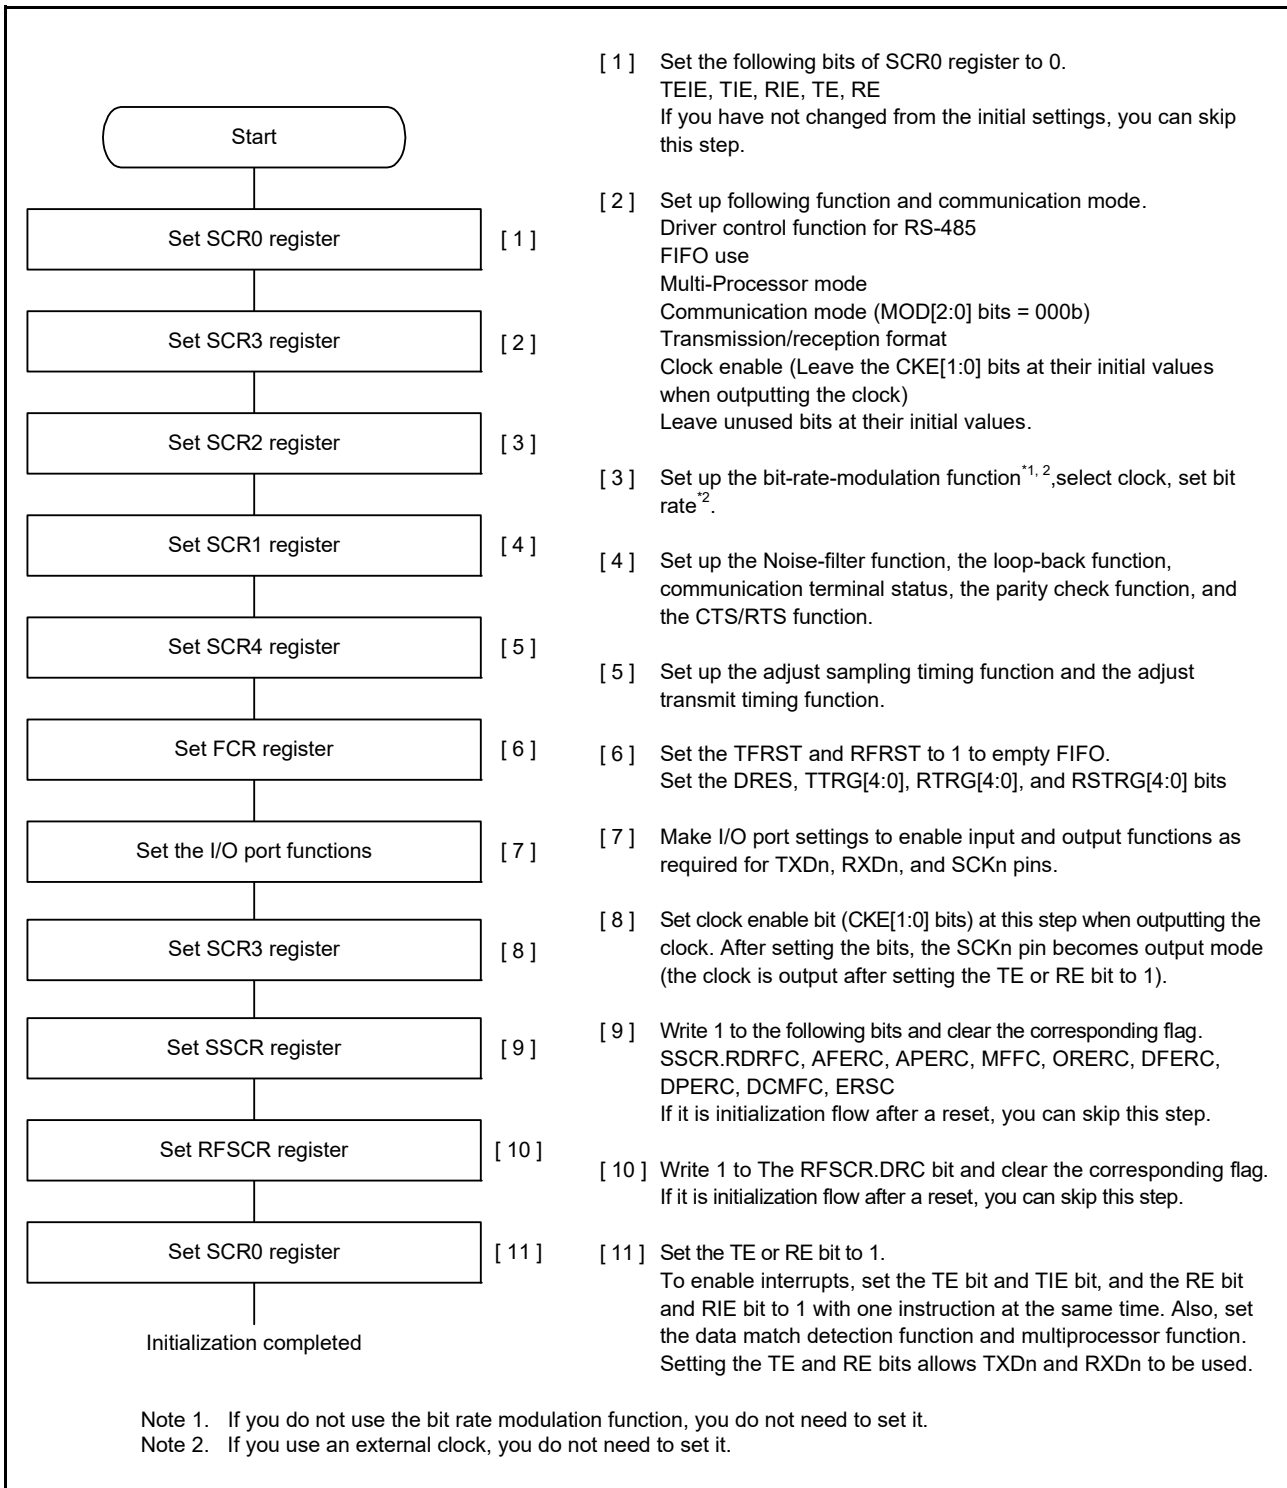 Start
Set SCR0 register [ 1 ]
Set SCR3 register [ 2 ]
Set SCR2 register [ 3 ]
Set SCR1 register [ 4 ]
Set SCR4 register [ 5 ]
Set FCR register [ 6 ]
Set the I/O port functions [ 7 ]
Set SCR3 register [ 8 ]
Set SSCR register [ 9 ]
Set RFSCR register [ 10 ]
Set SCR0 register [ 11 ]
Initialization completed
[ 1 ] Set the following bits of SCR0 register to 0.
TEIE, TIE, RIE, TE, RE
If you have not changed from the initial settings, you can skip
this step.
[ 2 ] Set up following function and communication mode.
Driver control function for RS-485
FIFO use
Multi-Processor mode
Communication mode (MOD[2:0] bits = 000b)
Transmission/reception format
Clock enable (Leave the CKE[1:0] bits at their initial values
when outputting the clock)
Leave unused bits at their initial values.
[ 3 ] Set up the bit-rate-modulation function*1, 2,select clock, set bit
rate*2.
[ 4 ] Set up the Noise-filter function, the loop-back function,
communication terminal status, the parity check function, and
the CTS/RTS function.
[ 5 ] Set up the adjust sampling timing function and the adjust
transmit timing function.
[ 6 ] Set the TFRST and RFRST to 1 to empty FIFO.
Set the DRES, TTRG[4:0], RTRG[4:0], and RSTRG[4:0] bits
[ 7 ] Make I/O port settings to enable input and output functions as
required for TXDn, RXDn, and SCKn pins.
[ 8 ] Set clock enable bit (CKE[1:0] bits) at this step when outputting the
clock. After setting the bits, the SCKn pin becomes output mode
(the clock is output after setting the TE or RE bit to 1).
[ 9 ] Write 1 to the following bits and clear the corresponding flag.
SSCR.RDRFC, AFERC, APERC, MFFC, ORERC, DFERC,
DPERC, DCMFC, ERSC
If it is initialization flow after a reset, you can skip this step.
[ 10 ] Write 1 to The RFSCR.DRC bit and clear the corresponding flag.
If it is initialization flow after a reset, you can skip this step.
[ 11 ] Set the TE or RE bit to 1.
To enable interrupts, set the TE bit and TIE bit, and the RE bit
and RIE bit to 1 with one instruction at the same time. Also, set
the data match detection function and multiprocessor function.
Setting the TE and RE bits allows TXDn and RXDn to be used.
Note 1. If you do not use the bit rate modulation function, you do not need to set it.
Note 2. If you use an external clock, you do not need to set it.